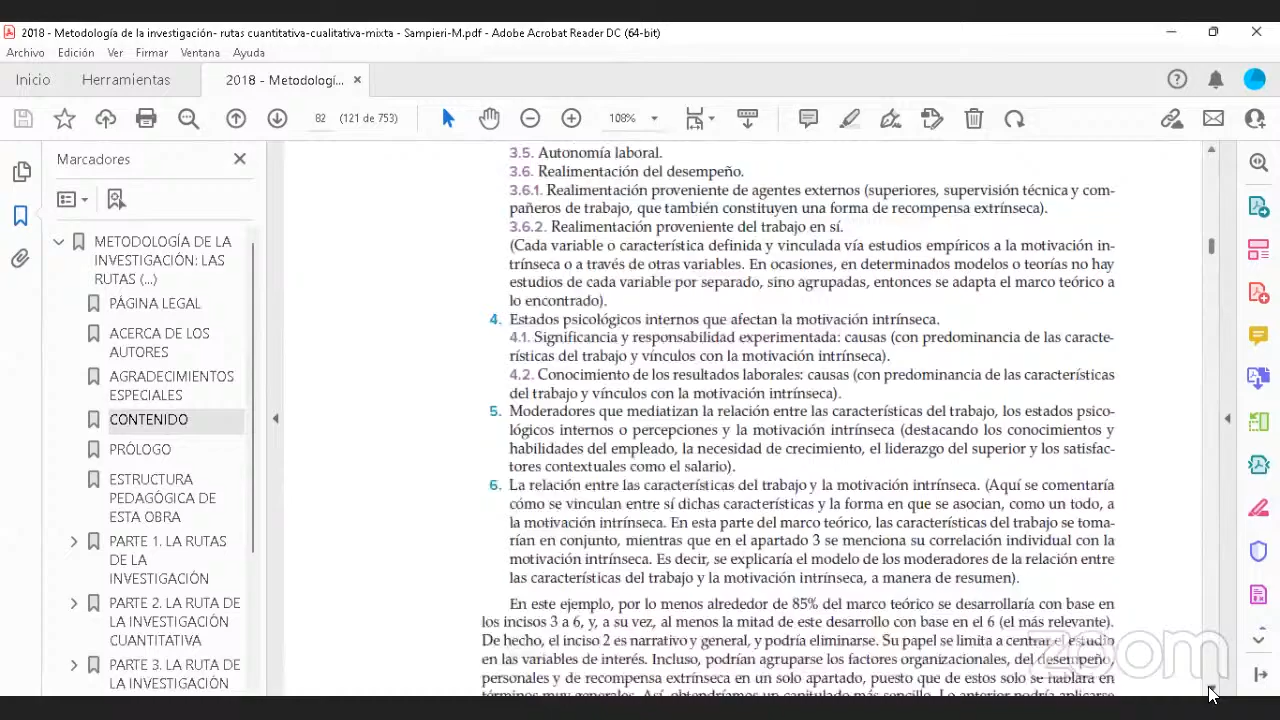 2018 - Metodología de la investigación- rutas cuantitativa-cualitativa-mixta - Sampieri-M.pdf - Adobe Acrobat Reader DC (64-bit)
Archivo Edición Ver Firmar Ventana Ayuda
Inicio Herramientas 2018 - Metodologí...
82 (121 de 753) 108%
Marcadores
METODOLOGÍA DE LA
INVESTIGACIÓN: LAS
RUTAS (...)
PÁGINA LEGAL
ACERCA DE LOS
AUTORES
AGRADECIMIENTOS
ESPECIALES
CONTENIDO
PRÓLOGO
ESTRUCTURA
PEDAGÓGICA DE
ESTA OBRA
PARTE 1. LA RUTAS
DE LA
INVESTIGACIÓN
PARTE 2. LA RUTA DE
LA INVESTIGACIÓN
CUANTITATIVA
PARTE 3. LA RUTA DE
LA INVESTIGACIÓN
3.5. Autonomía laboral.
3.6. Realimentación del desempeño.
3.6.1. Realimentación proveniente de agentes externos (superiores, supervisión técnica y com-
pañeros de trabajo, que también constituyen una forma de recompensa extrínseca).
3.6.2. Realimentación proveniente del trabajo en sí.
(Cada variable o característica definida y vinculada vía estudios empíricos a la motivación in-
trínseca o a través de otras variables. En ocasiones, en determinados modelos o teorías no hay
estudios de cada variable por separado, sino agrupadas, entonces se adapta el marco teórico a
lo encontrado).
4. Estados psicológicos internos que afectan la motivación intrínseca.
4.1. Significancia y responsabilidad experimentada: causas (con predominancia de las caracte-
rísticas del trabajo y vínculos con la motivación intrínseca).
4.2. Conocimiento de los resultados laborales: causas (con predominancia de las características
del trabajo y vínculos con la motivación intrínseca).
5. Moderadores que mediatizan la relación entre las características del trabajo, los estados psico-
lógicos internos o percepciones y la motivación intrínseca (destacando los conocimientos y
habilidades del empleado, la necesidad de crecimiento, el liderazgo del superior y los satisfac-
tores contextuales como el salario).
6. La relación entre las características del trabajo y la motivación intrínseca. (Aquí se comentaría
cómo se vinculan entre sí dichas características y la forma en que se asocian, como un todo, a
la motivación intrínseca. En esta parte del marco teórico, las características del trabajo se toma-
rían en conjunto, mientras que en el apartado 3 se menciona su correlación individual con la
motivación intrínseca. Es decir, se explicaría el modelo de los moderadores de la relación entre
las características del trabajo y la motivación intrínseca, a manera de resumen).
En este ejemplo, por lo menos alrededor de 85% del marco teórico se desarrollaría con base en
los incisos 3 a 6, y, a su vez, al menos la mitad de este desarrollo con base en el 6 (el más relevante).
De hecho, el inciso 2 es narrativo y general, y podría eliminarse. Su papel se limita a centrar el estudio
en las variables de interés. Incluso, podrían agruparse los factores organizacionales, del desempeño,
personales y de recompensa extrínseca en un solo apartado, puesto que de estos solo se hablará en
términos muy generales. Así, obtendríamos un capitulado más sencillo. Lo anterior podría aplicarse
zoom